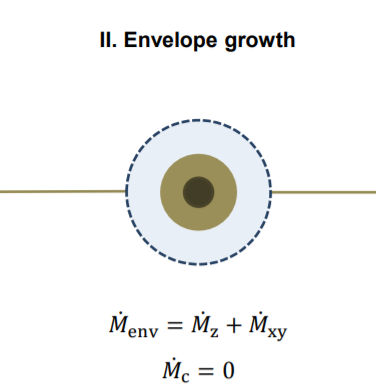 II. Envelope growth
Ṁenv = Ṁz + Ṁxy
Ṁc = 0